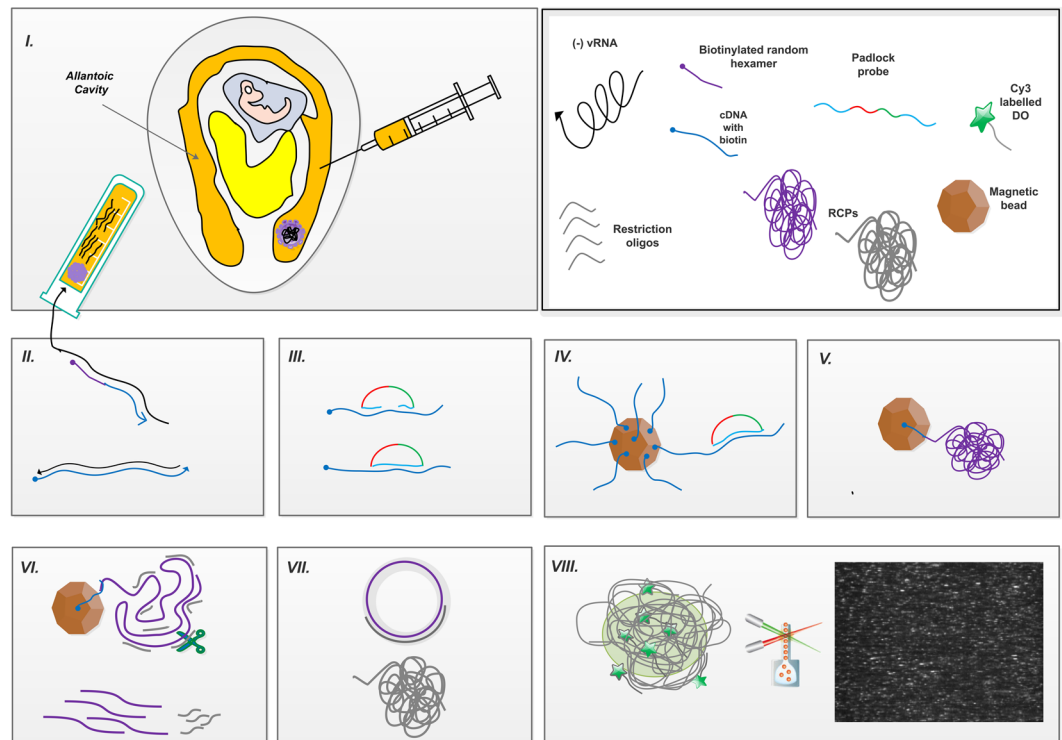 I.
Allantoic
Cavity
(-) vRNA
Biotinylated random
hexamer
Padlock
probe
Cy3
labelled
DO
cDNA
with
biotin
Restriction
oligos
RCPs
Magnetic
bead
II.
III.
IV.
V.
VI.
VII.
VIII.